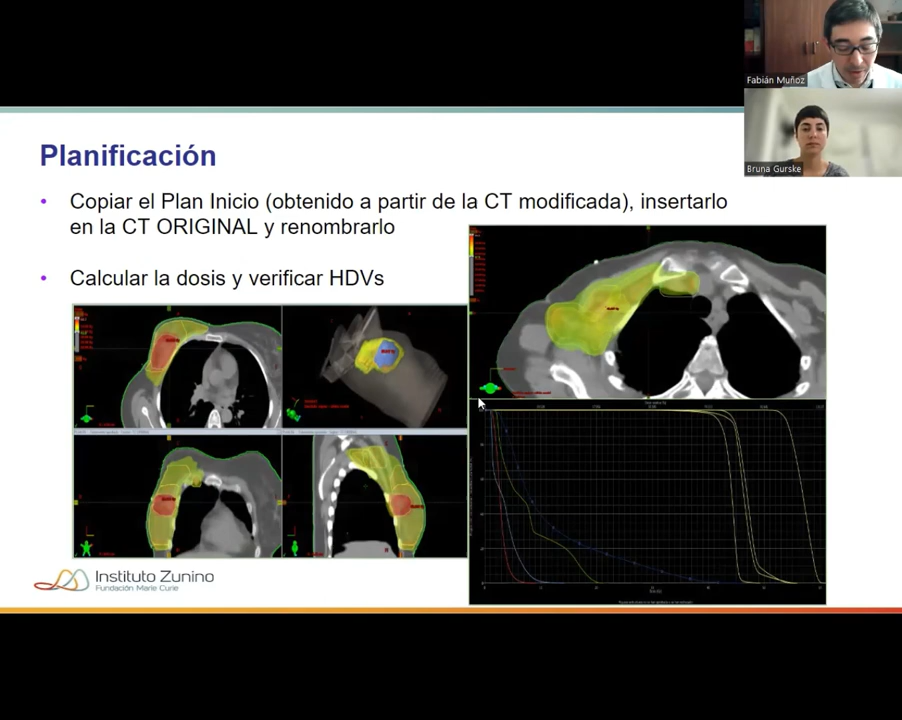 Fabián Muñoz
Bruna Gurske
Planificación
• Copiar el Plan Inicio (obtenido a partir de la CT modificada), insertarlo
en la CT ORIGINAL y renombrarlo
• Calcular la dosis y verificar HDVs
Instituto Zunino
Fundación Marie Curie